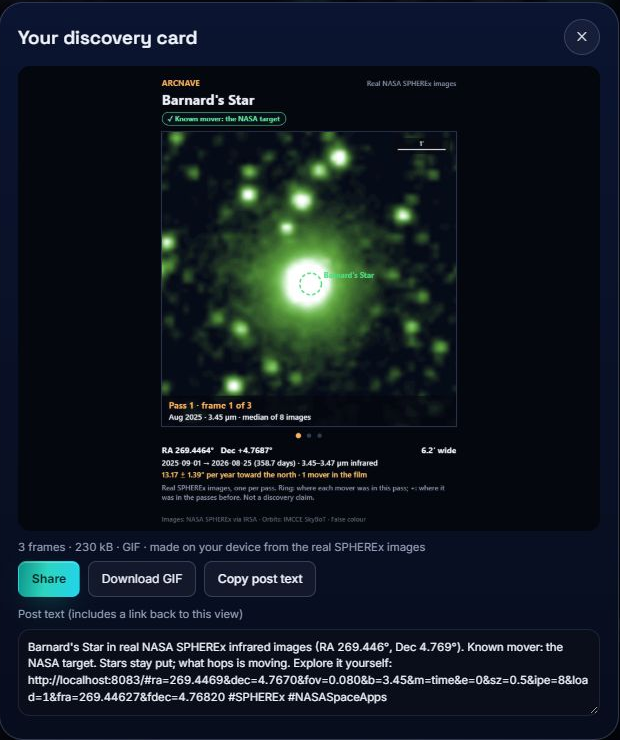 Your discovery card
ARCNAVE
Real NASA SPHEREx images
Barnard's Star
✓ Known mover: the NASA target
1'
Barnard's Star
Pass 1 · frame 1 of 3
Aug 2025 · 3.45 µm · median of 8 images
RA 269.4464° Dec +4.7687°
6.2' wide
2025-09-01 → 2026-08-25 (358.7 days) · 3.45–3.47 µm infrared
13.17 ± 1.39" per year toward the north · 1 mover in the film
Real SPHEREx images, one per pass. Ring: where each mover was in this pass; +: where it
was in the passes before. Not a discovery claim.
Images: NASA SPHEREx via IRSA · Orbits: IMCCE SkyBoT · False colour
3 frames · 230 kB · GIF · made on your device from the real SPHEREx images
Share
Download GIF
Copy post text
Post text (includes a link back to this view)
Barnard's Star in real NASA SPHEREx infrared images (RA 269.446°, Dec 4.769°). Known mover: the
NASA target. Stars stay put; what hops is moving. Explore it yourself:
http://localhost:8083/#ra=269.4469&dec=4.7670&fov=0.080&b=3.45&m=time&e=0&sz=0.5&ipe=8&loa
d=1&fra=269.44627&fdec=4.76820 #SPHEREx #NASASpaceApps